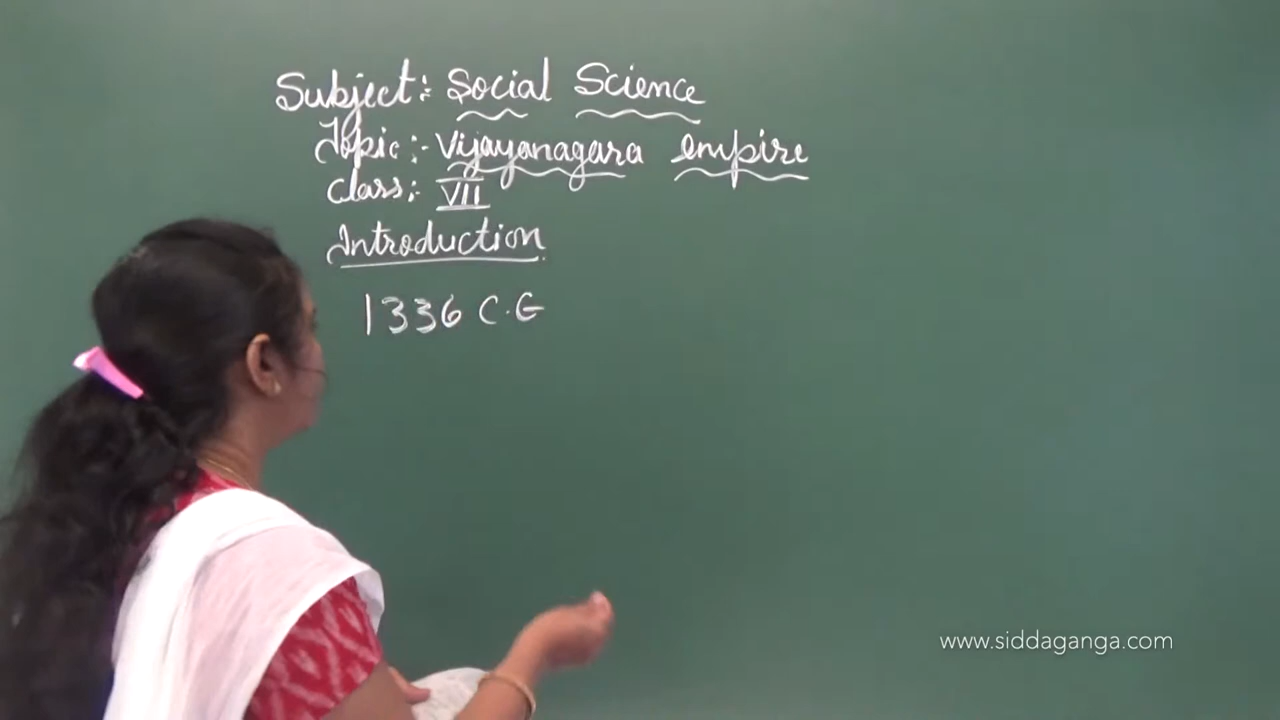 Subject:- Social Science
Topic:- Vijayanagara empire
Class:- VII
Introduction
1336 C.E
www.siddaganga.com